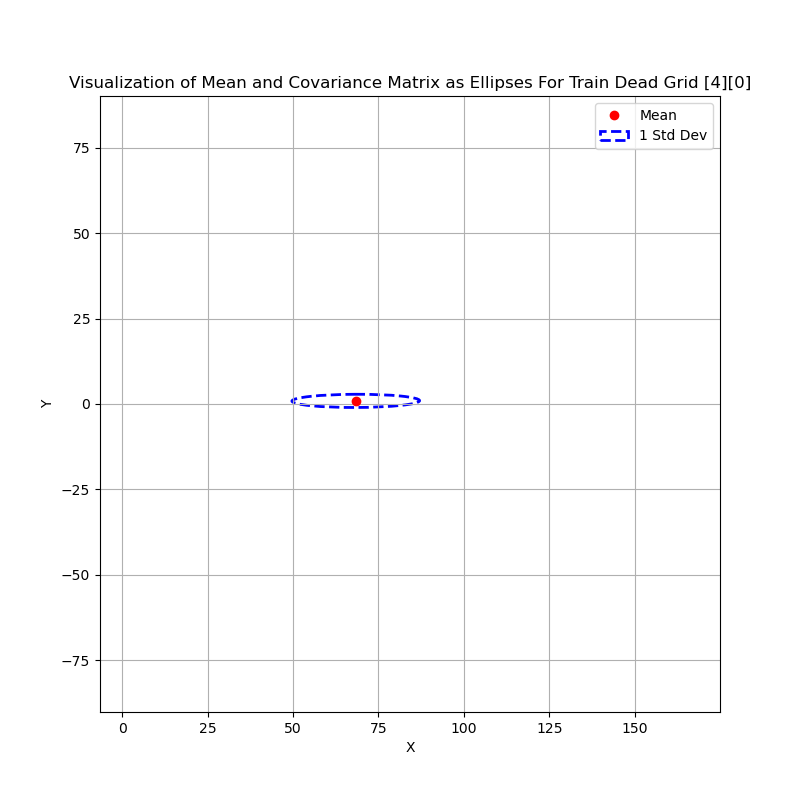 Visualization of Mean and Covariance Matrix as Ellipses For Train Dead Grid [4][0]
Mean
1 Std Dev
75
50
25
0
−25
−50
−75
Y
0
25
50
75
100
125
150
X